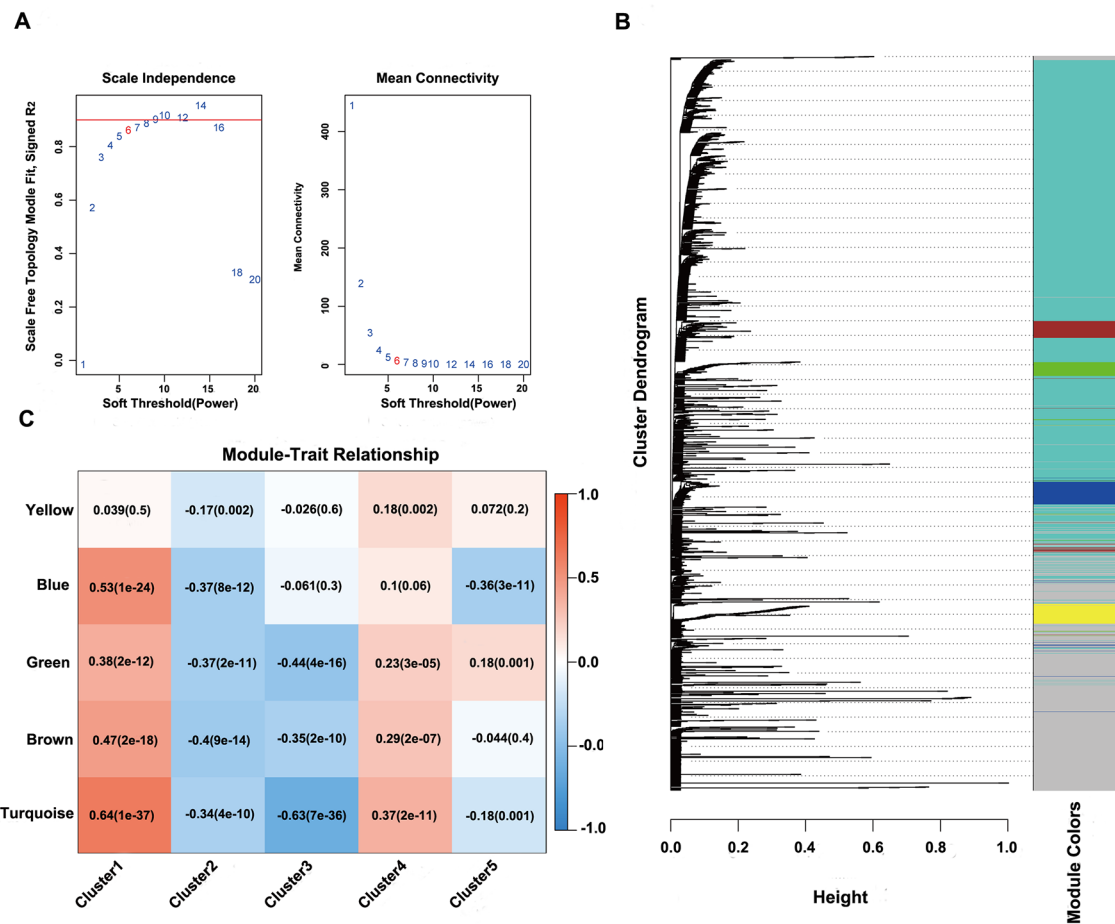 A
B
Scale Independence
Mean Connectivity
Scale Free Topology Modle Fit, Signed R2
0.8
0.6
0.4
0.2
0.0
1
2
3
4
5
6
7
8
9
10
12
14
16
18
20
5
10
15
20
Soft Threshold(Power)
Mean Connectivity
400
300
200
100
0
1
2
3
4
5
6
7
8
9
10
12
14
16
18
20
5
10
15
20
Soft Threshold(Power)
C
Module-Trait Relationship
Yellow 0.039(0.5) -0.17(0.002) -0.026(0.6) 0.18(0.002) 0.072(0.2)
Blue 0.53(1e-24) -0.37(8e-12) -0.061(0.3) 0.1(0.06) -0.36(3e-11)
Green 0.38(2e-12) -0.37(2e-11) -0.44(4e-16) 0.23(3e-05) 0.18(0.001)
Brown 0.47(2e-18) -0.4(9e-14) -0.35(2e-10) 0.29(2e-07) -0.044(0.4)
Turquoise 0.64(1e-37) -0.34(4e-10) -0.63(7e-36) 0.37(2e-11) -0.18(0.001)
Cluster1 Cluster2 Cluster3 Cluster4 Cluster5
1.0
0.5
0.0
-0.0
-1.0
Cluster Dendrogram
0.0 0.2 0.4 0.6 0.8 1.0
Height
Module Colors